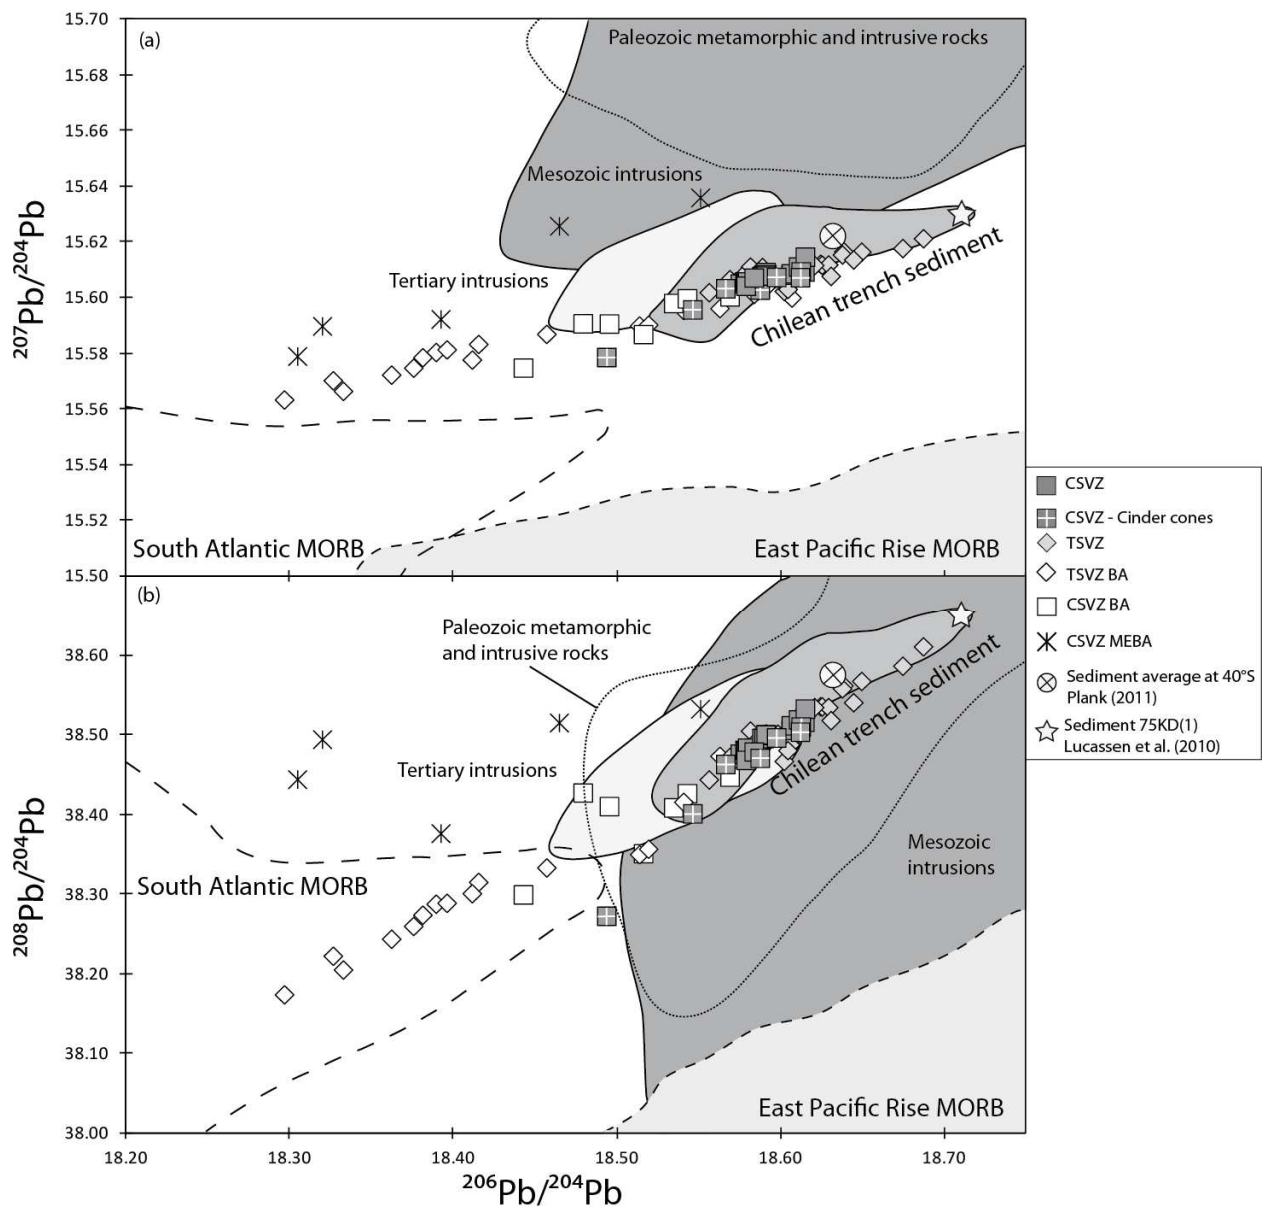 (a)
15.70
15.68
15.66
15.64
15.62
15.60
15.58
15.56
15.54
15.52
15.50
207Pb/204Pb
Paleozoic metamorphic and intrusive rocks
Mesozoic intrusions
Tertiary intrusions
Chilean trench sediment
South Atlantic MORB
East Pacific Rise MORB
(b)
38.60
38.50
38.40
38.30
38.20
38.10
38.00
208Pb/204Pb
Paleozoic metamorphic
and intrusive rocks
Tertiary intrusions
Chilean trench sediment
South Atlantic MORB
Mesozoic
intrusions
East Pacific Rise MORB
18.20
18.30
18.40
18.50
18.60
18.70
206Pb/204Pb
CSVZ
CSVZ - Cinder cones
TSVZ
TSVZ BA
CSVZ BA
CSVZ MEBA
Sediment average at 40°S
Plank (2011)
Sediment 75KD(1)
Lucassen et al. (2010)